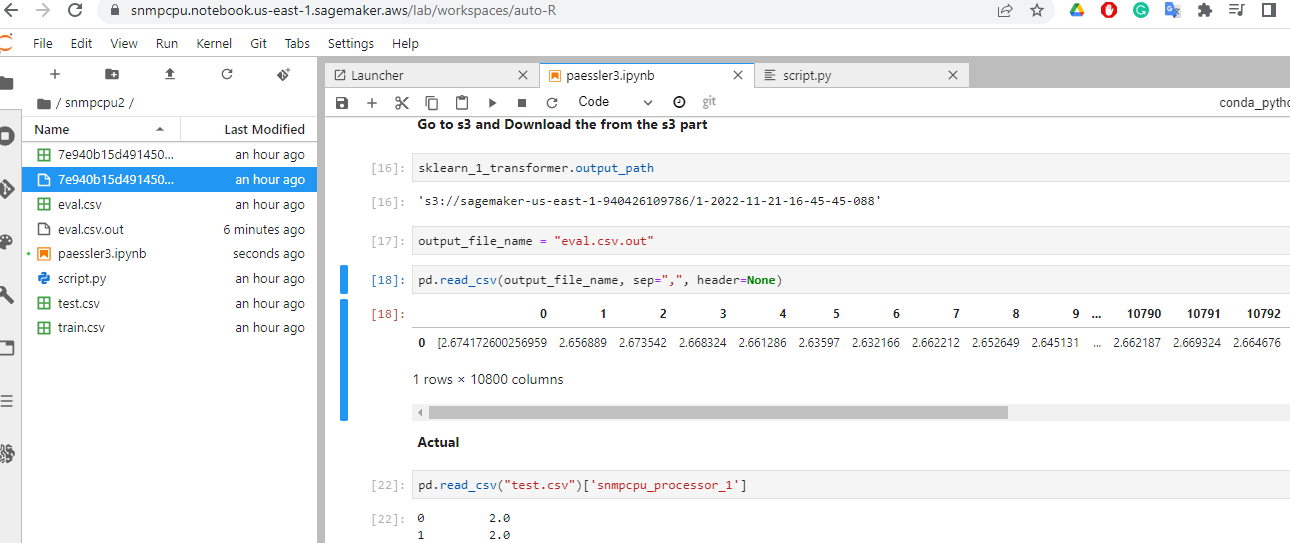 snmpcpu.notebook.us-east-1.sagemaker.aws/lab/workspaces/auto-R
File Edit View Run Kernel Git Tabs Settings Help
Launcher paessler3.ipynb script.py
/ snmpcpu2 /
Code git conda_pytho
Name Last Modified
7e940b15d491450... an hour ago
7e940b15d491450... an hour ago
eval.csv an hour ago
eval.csv.out 6 minutes ago
paessler3.ipynb seconds ago
script.py an hour ago
test.csv an hour ago
train.csv an hour ago
Go to s3 and Download the from the s3 part
[16]: sklearn_1_transformer.output_path
[16]: 's3://sagemaker-us-east-1-940426109786/1-2022-11-21-16-45-45-088'
[17]: output_file_name = "eval.csv.out"
[18]: pd.read_csv(output_file_name, sep=",", header=None)
[18]: 0 1 2 3 4 5 6 7 8 9 ... 10790 10791 10792
0 [2.674172600256959 2.656889 2.673542 2.668324 2.661286 2.63597 2.632166 2.662212 2.652649 2.645131 ... 2.662187 2.669324 2.664676
1 rows × 10800 columns
Actual
[22]: pd.read_csv("test.csv")['snmpcpu_processor_1']
[22]: 0 2.0
1 2.0